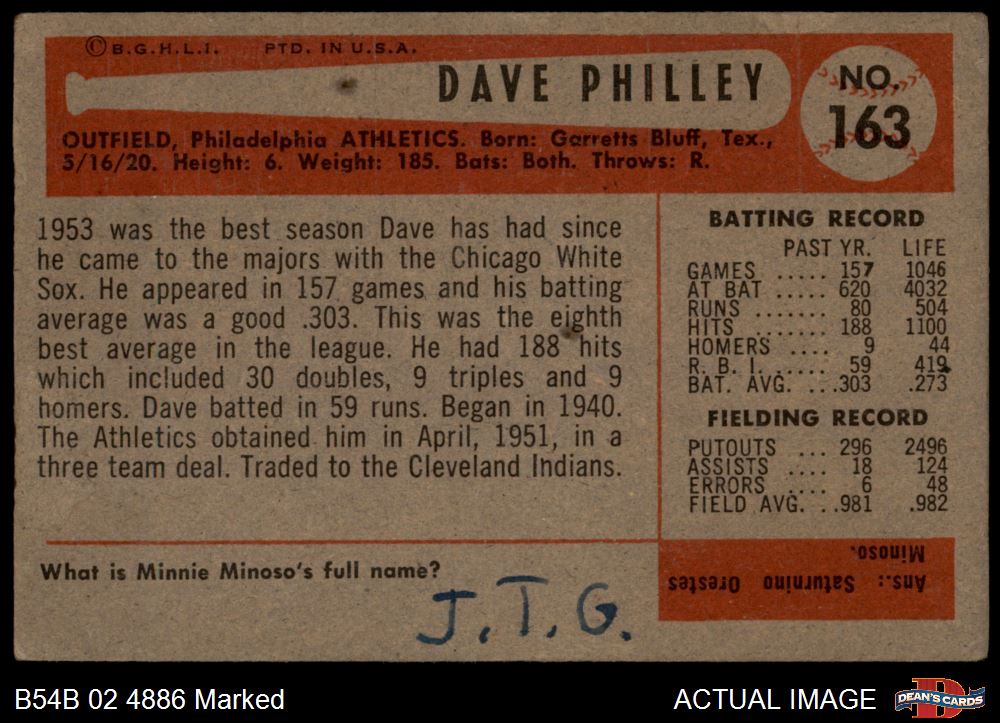 © B.G.H.L.I. PTD. IN U.S.A.
DAVE PHILLEY
NO.
163
OUTFIELD, Philadelphia ATHLETICS. Born: Garretts Bluff, Tex.,
5/16/20. Height: 6. Weight: 185. Bats: Both. Throws: R.
1953 was the best season Dave has had since
he came to the majors with the Chicago White
Sox. He appeared in 157 games and his batting
average was a good .303. This was the eighth
best average in the league. He had 188 hits
which included 30 doubles, 9 triples and 9
homers. Dave batted in 59 runs. Began in 1940.
The Athletics obtained him in April, 1951, in a
three team deal. Traded to the Cleveland Indians.
BATTING RECORD
PAST YR. LIFE
GAMES ..... 157 1046
AT BAT ..... 620 4032
RUNS ....... 80 504
HITS ....... 188 1100
HOMERS .... 9 44
R. B. I. ..... 59 419
BAT. AVG. ...303 .273
FIELDING RECORD
PUTOUTS ... 296 2496
ASSISTS .... 18 124
ERRORS .... 6 48
FIELD AVG. ..981 .982
What is Minnie Minoso's full name?
Ans.: Saturnino Orestes
Minoso.
J.T.G.
B54B 02 4886 Marked
ACTUAL IMAGE
DEAN'S CARDS